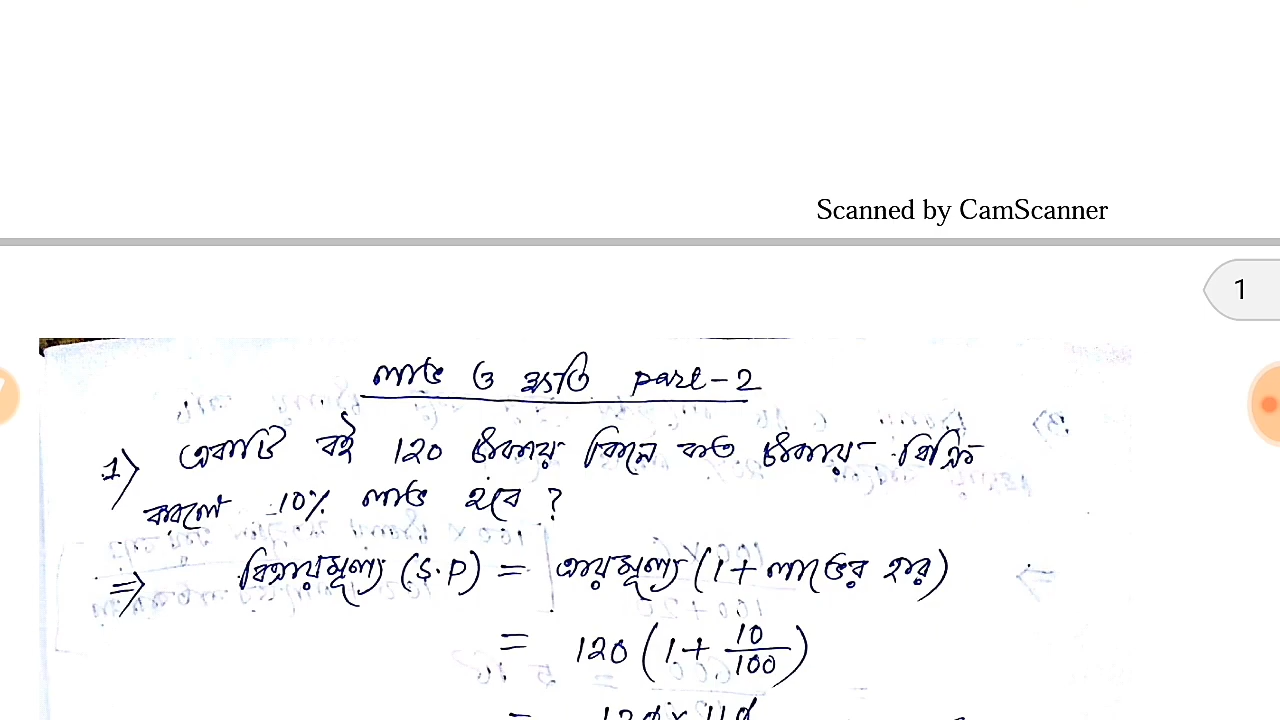 Scanned by CamScanner
1
লাভ ও ক্ষতি part-2
1) একটি বই 120 টাকায় কিনে কত টাকায় বিক্রি
করলে 10% লাভ হবে ?
⇒ বিক্রয়মূল্য (S.P) = ক্রয়মূল্য (1 + লাভের হার)
= 120 (1 + 10/100)